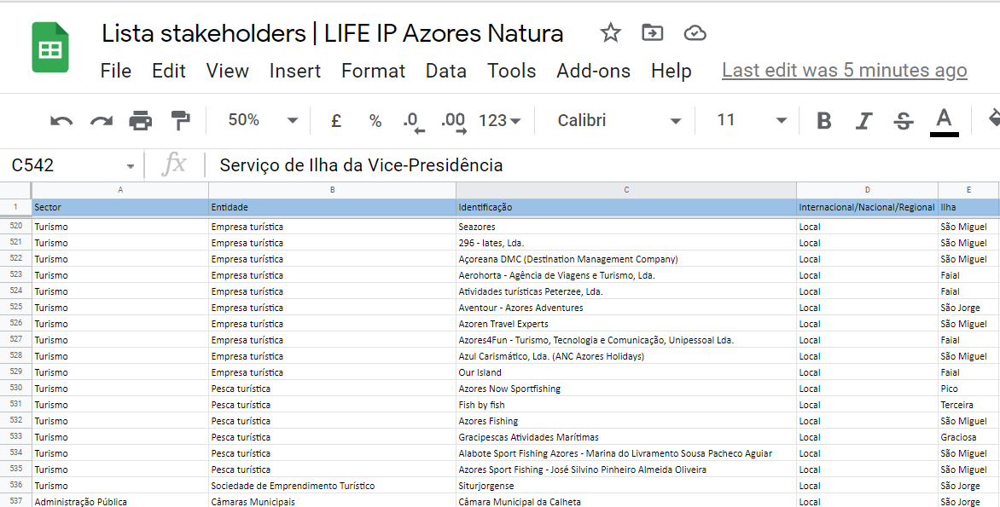 Lista stakeholders | LIFE IP Azores Natura
File Edit View Insert Format Data Tools Add-ons Help Last edit was 5 minutes ago
50% £ % .0 .00 123 Calibri 11 B I S A
C542 fx Serviço de Ilha da Vice-Presidência
A B C D E
1 Sector Entidade Identificação Internacional/Nacional/Regional Ilha
520 Turismo Empresa turística Seazores Local São Miguel
521 Turismo Empresa turística 296 - Iates, Lda. Local São Miguel
522 Turismo Empresa turística Açoreana DMC (Destination Management Company) Local São Miguel
523 Turismo Empresa turística Aerohorta - Agência de Viagens e Turismo, Lda. Local Faial
524 Turismo Empresa turística Atividades turísticas Peterzee, Lda. Local Faial
525 Turismo Empresa turística Aventour - Azores Adventures Local São Jorge
526 Turismo Empresa turística Azoren Travel Experts Local São Miguel
527 Turismo Empresa turística Azores4Fun - Turismo, Tecnologia e Comunicação, Unipessoal Lda. Local Faial
528 Turismo Empresa turística Azul Carismático, Lda. (ANC Azores Holidays) Local São Miguel
529 Turismo Empresa turística Our Island Local Faial
530 Turismo Pesca turística Azores Now Sportfishing Local Pico
531 Turismo Pesca turística Fish by fish Local Terceira
532 Turismo Pesca turística Azores Fishing Local São Miguel
533 Turismo Pesca turística Gracipescas Atividades Marítimas Local Graciosa
534 Turismo Pesca turística Alabote Sport Fishing Azores - Marina do Livramento Sousa Pacheco Aguiar Local São Miguel
535 Turismo Pesca turística Azores Sport Fishing - José Silvino Pinheiro Almeida Oliveira Local São Miguel
536 Turismo Sociedade de Emprendimento Turístico Siturjorgense Local São Jorge
537 Administração Pública Câmaras Municipais Câmara Municipal da Calheta Local São Jorge